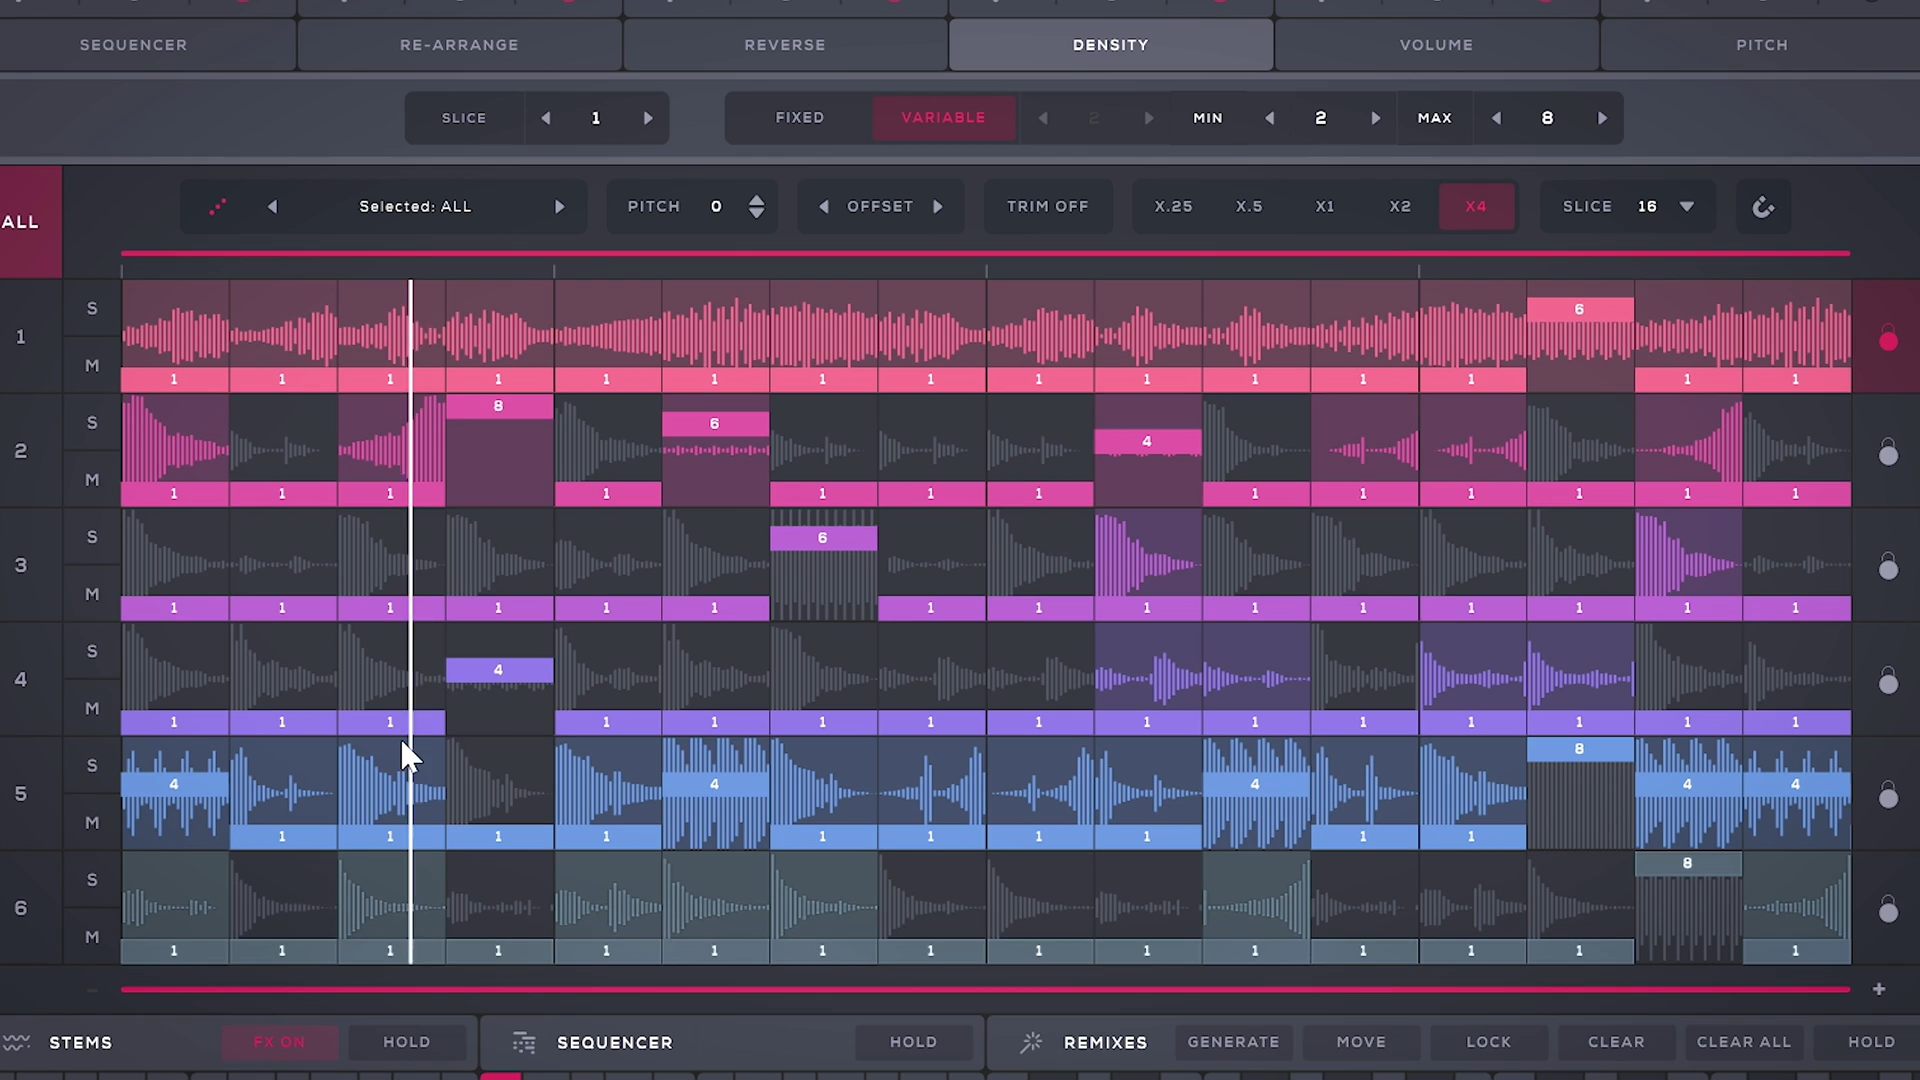 SEQUENCER RE-ARRANGE REVERSE DENSITY VOLUME PITCH
SLICE 1 FIXED VARIABLE 2 MIN 2 MAX 8
ALL Selected: ALL PITCH 0 OFFSET TRIM OFF X.25 X.5 X1 X2 X4 SLICE 16
S
6
1
M
1 1 1 1 1 1 1 1 1 1 1 1 1 1 1
8
S 6
4
2
M
1 1 1 1 1 1 1 1 1 1 1 1 1
S 6
3
M
1 1 1 1 1 1 1 1 1 1 1 1 1 1 1
S
4
4
M
1 1 1 1 1 1 1 1 1 1 1 1 1 1 1
8
S
4 4 4 4 4
5
M
1 1 1 1 1 1 1 1 1 1
8
S
6
M
1 1 1 1 1 1 1 1 1 1 1 1 1 1 1
- +
STEMS FX ON HOLD SEQUENCER HOLD REMIXES GENERATE MOVE LOCK CLEAR CLEAR ALL HOLD